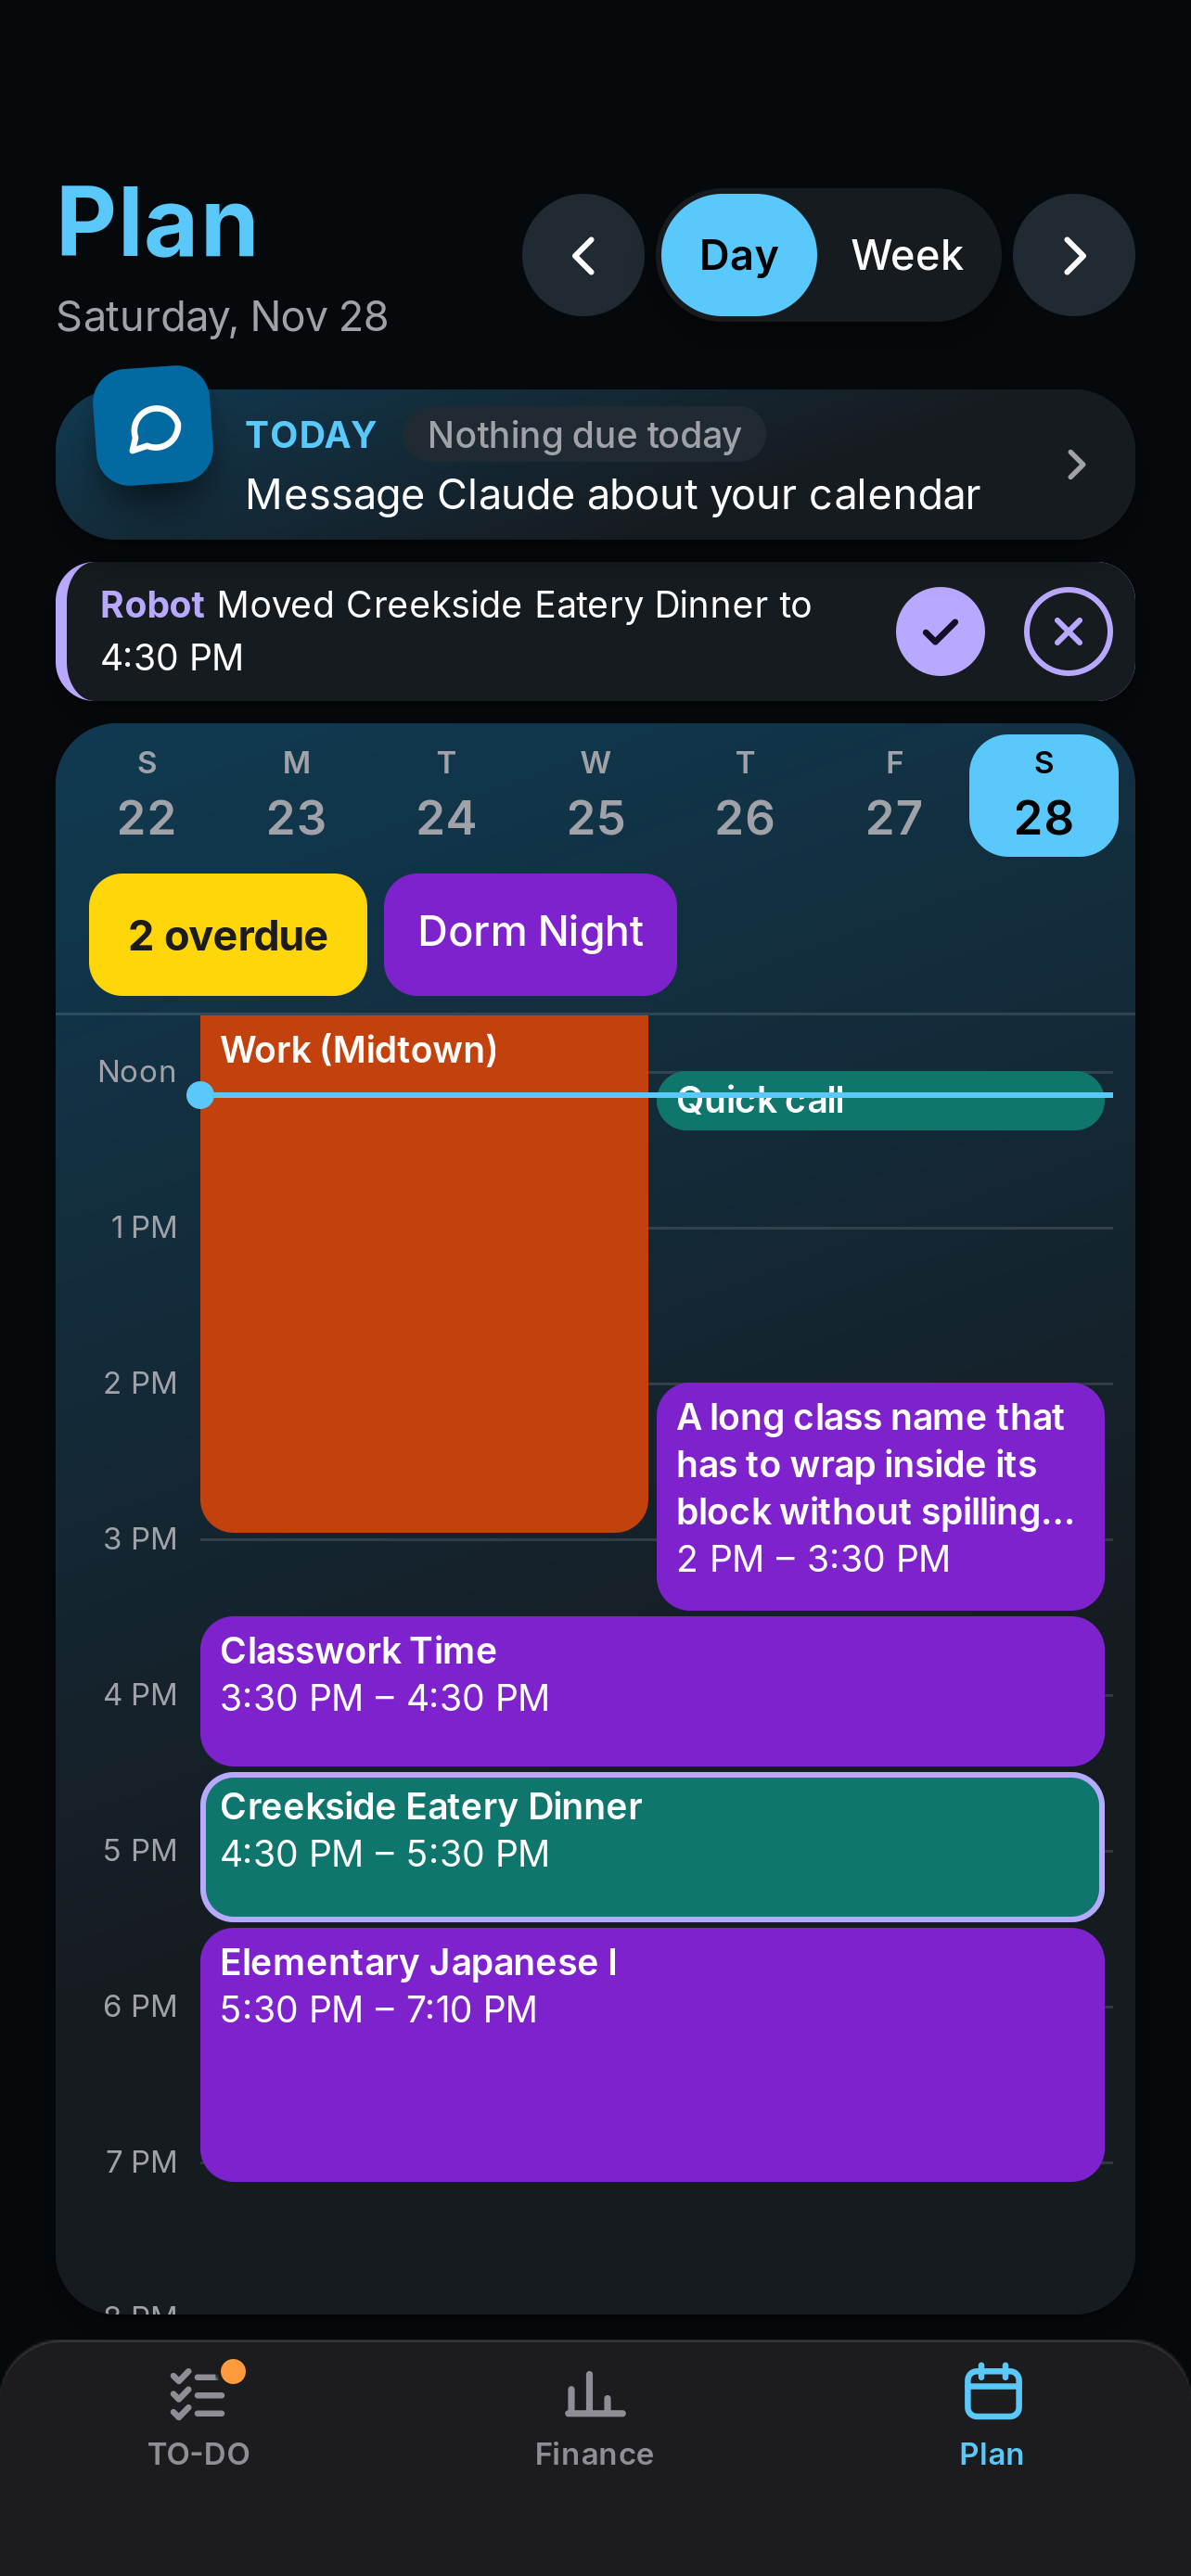 Plan
Saturday, Nov 28
Day
Week
TODAY
Nothing due today
Message Claude about your calendar
Robot Moved Creekside Eatery Dinner to
4:30 PM
S M T W T F S
22 23 24 25 26 27 28
2 overdue
Dorm Night
Work (Midtown)
Noon
Quick call
1 PM
2 PM
A long class name that
has to wrap inside its
block without spilling...
2 PM – 3:30 PM
3 PM
Classwork Time
3:30 PM – 4:30 PM
4 PM
Creekside Eatery Dinner
4:30 PM – 5:30 PM
5 PM
Elementary Japanese I
5:30 PM – 7:10 PM
6 PM
7 PM
TO-DO
Finance
Plan